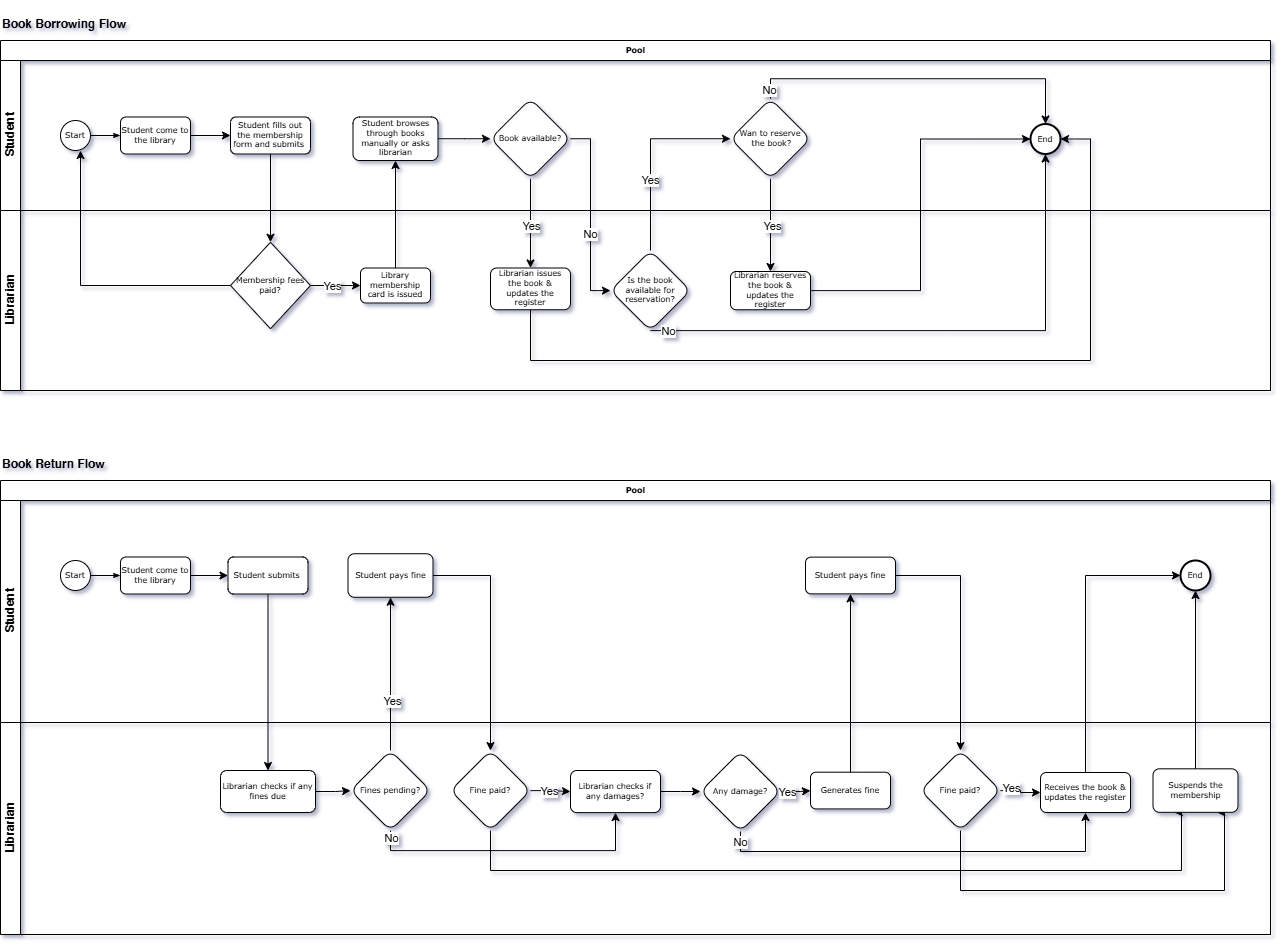 Book Borrowing Flow
Pool
Student
Librarian
Start
Student come to
the library
Student fills out
the membership
form and submits
Student browses
through books
manually or asks
librarian
Book available?
Wan to reserve
the book?
No
End
Yes
Yes
No
Yes
Membership fees
paid?
Yes
Library
membership
card is issued
Librarian issues
the book &
updates the
register
Is the book
available for
reservation?
No
Librarian reserves
the book &
updates the
register
Book Return Flow
Pool
Student
Librarian
Start
Student come to
the library
Student submits
Student pays fine
Student pays fine
End
Yes
Librarian checks if any
fines due
Fines pending?
No
Fine paid?
Yes
Librarian checks if
any damages?
Any damage?
Yes
No
Generates fine
Fine paid?
Yes
Receives the book &
updates the register
Suspends the
membership